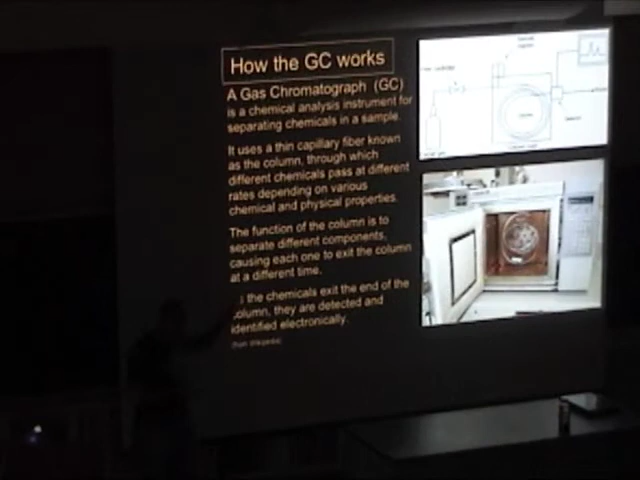 How the GC works
A Gas Chromatograph (GC)
is a chemical analysis instrument for
separating chemicals in a sample.
It uses a thin capillary fiber known
as the column, through which
different chemicals pass at different
rates depending on various
chemical and physical properties.
The function of the column is to
separate different components,
causing each one to exit the column
at a different time.
the chemicals exit the end of the
column, they are detected and
identified electronically.
(from Wikipedia)